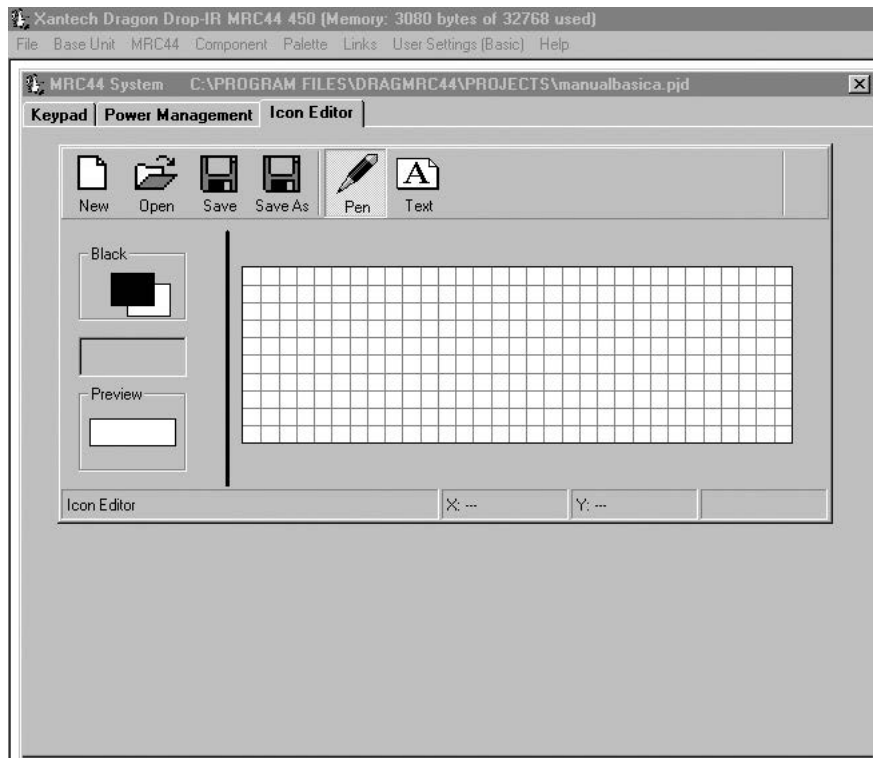 Xantech Dragon Drop-IR MRC44 450 (Memory: 3080 bytes of 32768 used)
File Base Unit MRC44 Component Palette Links User Settings (Basic) Help
MRC44 System C:\PROGRAM FILES\DRAGMRC44\PROJECTS\manualbasica.pjd
Keypad Power Management Icon Editor
New Open Save Save As Pen A Text
Black
Preview
Icon Editor X: --- Y: ---